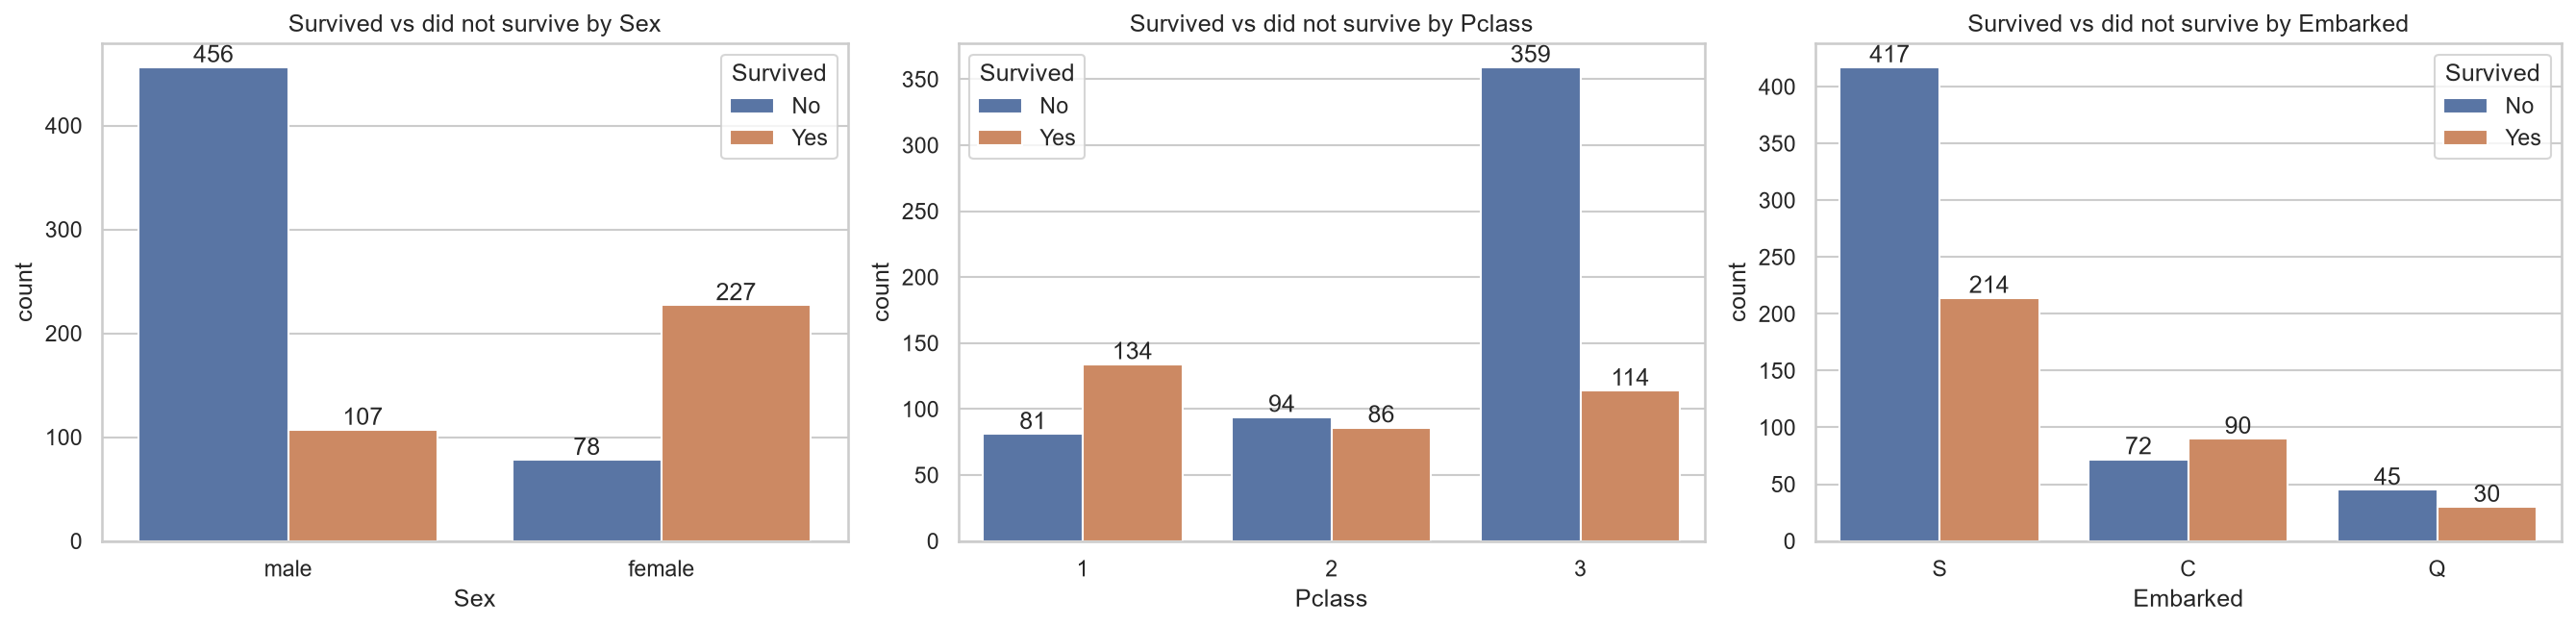 Survived vs did not survive by Sex
456
107
78
227
Survived
No
Yes
400
300
200
100
0
count
male
female
Sex
Survived vs did not survive by Pclass
81
134
94
86
359
114
Survived
No
Yes
350
300
250
200
150
100
50
0
count
1
2
3
Pclass
Survived vs did not survive by Embarked
417
214
72
90
45
30
Survived
No
Yes
400
350
300
250
200
150
100
50
0
count
S
C
Q
Embarked